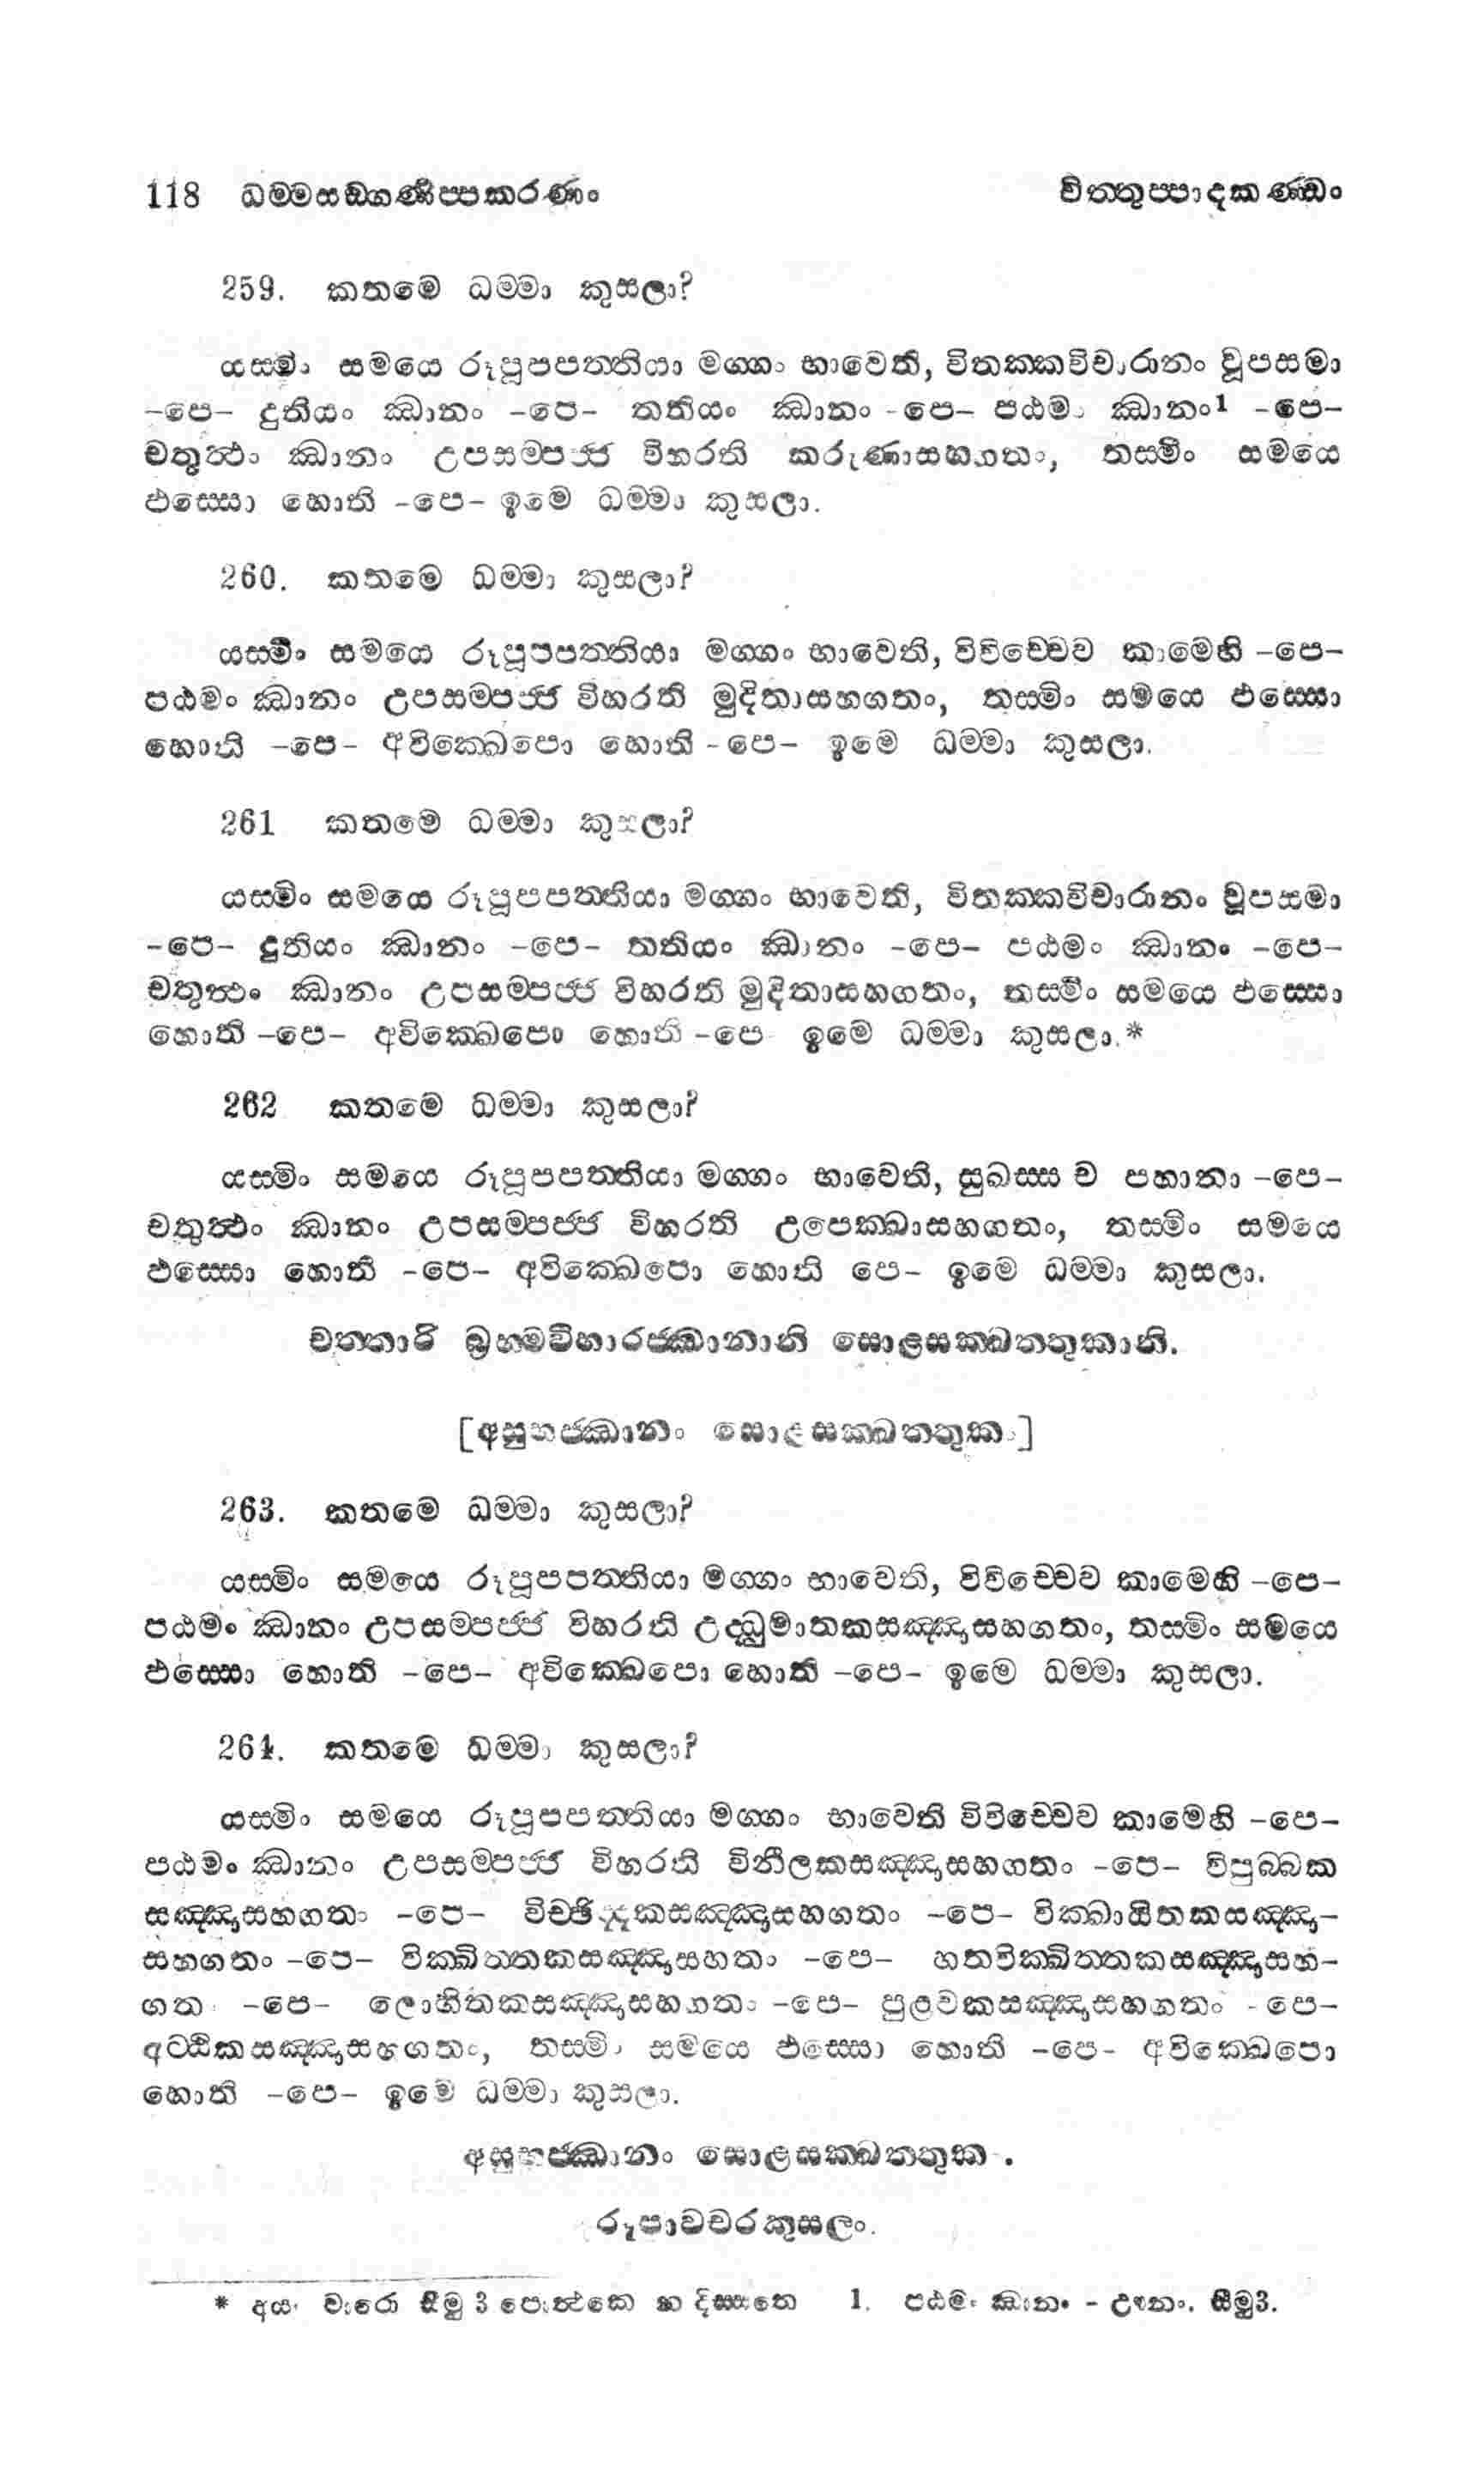 118 ධම්මසඞ්ගණිප්පකරණං චිත්තුප්පාදකණ්ඩං
259. කතමෙ ධම්මා කුසලා?
යස්මිං සමයෙ රූපූපපත්තියා මග්ගං භාවෙති, විතක්කවිචාරානං වූපසමා
-පෙ- දුතියං ඣානං -පෙ- තතියං ඣානං -පෙ- පඨමං ඣානං1 -පෙ-
චතුත්ථං ඣානං උපසම්පජ්ජ විහරති කරුණාසහගතං, තස්මිං සමයෙ
ඵස්සො හොති -පෙ- ඉමෙ ධම්මා කුසලා.
260. කතමෙ ධම්මා කුසලා?
යස්මිං සමයෙ රූපූපපත්තියා මග්ගං භාවෙති, විවිච්චෙව කාමෙහි -පෙ-
පඨමං ඣානං උපසම්පජ්ජ විහරති මුදිතාසහගතං, තස්මිං සමයෙ ඵස්සො
හොති -පෙ- අවික්ඛෙපො හොති -පෙ- ඉමෙ ධම්මා කුසලා.
261 කතමෙ ධම්මා කුසලා?
යස්මිං සමයෙ රූපූපපත්තියා මග්ගං භාවෙති, විතක්කවිචාරානං වූපසමා
-පෙ- දුතියං ඣානං -පෙ- තතියං ඣානං -පෙ- පඨමං ඣානං -පෙ-
චතුත්ථං ඣානං උපසම්පජ්ජ විහරති මුදිතාසහගතං, තස්මිං සමයෙ ඵස්සො
හොති -පෙ- අවික්ඛෙපො හොති -පෙ ඉමෙ ධම්මා කුසලා.*
262 කතමෙ ධම්මා කුසලා?
යස්මිං සමයෙ රූපූපපත්තියා මග්ගං භාවෙති, සුඛස්ස ච පහානා -පෙ-
චතුත්ථං ඣානං උපසම්පජ්ජ විහරති උපෙක්ඛාසහගතං, තස්මිං සමයෙ
ඵස්සො හොති -පෙ- අවික්ඛෙපො හොති පෙ- ඉමෙ ධම්මා කුසලා.
චත්තාරි බ්‍රහ්මවිහාරජ්ඣානානි සොළසක්ඛත්තුකානි.
[අසුභජ්ඣානං සොළසක්ඛත්තුකං]
263. කතමෙ ධම්මා කුසලා?
යස්මිං සමයෙ රූපූපපත්තියා මග්ගං භාවෙති, විවිච්චෙව කාමෙහි -පෙ-
පඨමං ඣානං උපසම්පජ්ජ විහරති උද්ධුමාතකසඤ්ඤාසහගතං, තස්මිං සමයෙ
ඵස්සො හොති -පෙ- අවික්ඛෙපො හොති -පෙ- ඉමෙ ධම්මා කුසලා.
264. කතමෙ ධම්මා කුසලා?
යස්මිං සමයෙ රූපූපපත්තියා මග්ගං භාවෙති විවිච්චෙව කාමෙහි -පෙ-
පඨමං ඣානං උපසම්පජ්ජ විහරති විනීලකසඤ්ඤාසහගතං -පෙ- විපුබ්බක
සඤ්ඤාසහගතං -පෙ- විච්ඡිද්දකසඤ්ඤාසහගතං -පෙ- වික්ඛායිතකසඤ්ඤා-
සහගතං -පෙ- වික්ඛිත්තකසඤ්ඤාසහතං -පෙ- හතවික්ඛිත්තකසඤ්ඤාසහ-
ගතං -පෙ- ලොහිතකසඤ්ඤාසහගතං -පෙ- පුළවකසඤ්ඤාසහගතං -පෙ-
අට්ඨිකසඤ්ඤාසහගතං, තස්මිං සමයෙ ඵස්සො හොති -පෙ- අවික්ඛෙපො
හොති -පෙ- ඉමෙ ධම්මා කුසලා.
අසුභජ්ඣානං සොළසක්ඛත්තුකං.
රූපාවචරකුසලං.
* අයං වාරො සීමු 3 පොත්ථකෙ න දිස්සතෙ 1. පඨමං ඣානං - ඌනං. සීමු3.